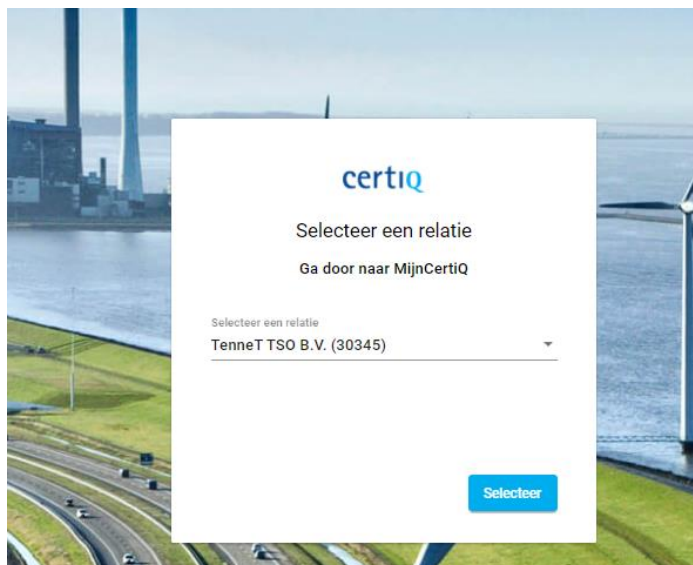 certiq
Selecteer een relatie
Ga door naar MijnCertiQ
Selecteer een relatie
TenneT TSO B.V. (30345)
Selecteer